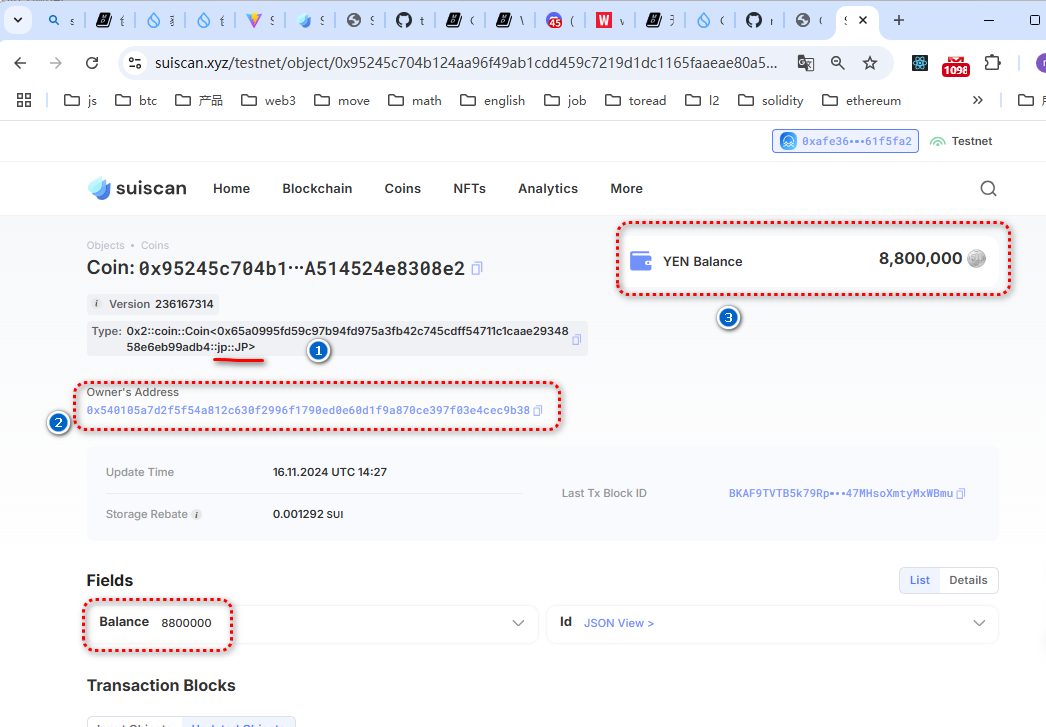 suiscan.xyz/testnet/object/0x95245c704b124aa96f49ab1cdd459c7219d1dc1165faaeae80a5...
1098
js btc 产品 web3 move math english job toread l2 solidity ethereum
0xafe36•••61f5fa2 Testnet
suiscan Home Blockchain Coins NFTs Analytics More
Objects • Coins
Coin: 0x95245c704b1···A514524e8308e2
YEN Balance 8,800,000
Version 236167314
Type: 0x2::coin::Coin<0x65a0995fd59c97b94fd975a3fb42c745cdff54711c1caae29348
58e6eb99adb4::jp::JP>
1
3
Owner's Address
0x540105a7d2f5f54a812c630f2996f1790ed0e60d1f9a870ce397f03e4cec9b38
2
Update Time 16.11.2024 UTC 14:27
Last Tx Block ID BKAF9TVTB5k79Rp•••47MHsoXmtyMxWBmu
Storage Rebate 0.001292 SUI
Fields List Details
Balance 8800000 Id JSON View >
Transaction Blocks